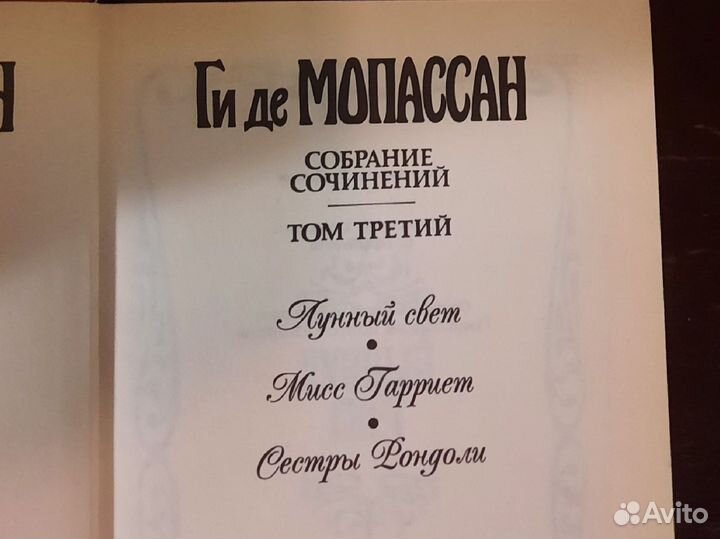 Н
Ги де МОПАССАН
СОБРАНИЕ
СОЧИНЕНИЙ
ТОМ ТРЕТИЙ
Лунный свет
•
Мисс Гарриет
•
Сестры Рондоли
Avito